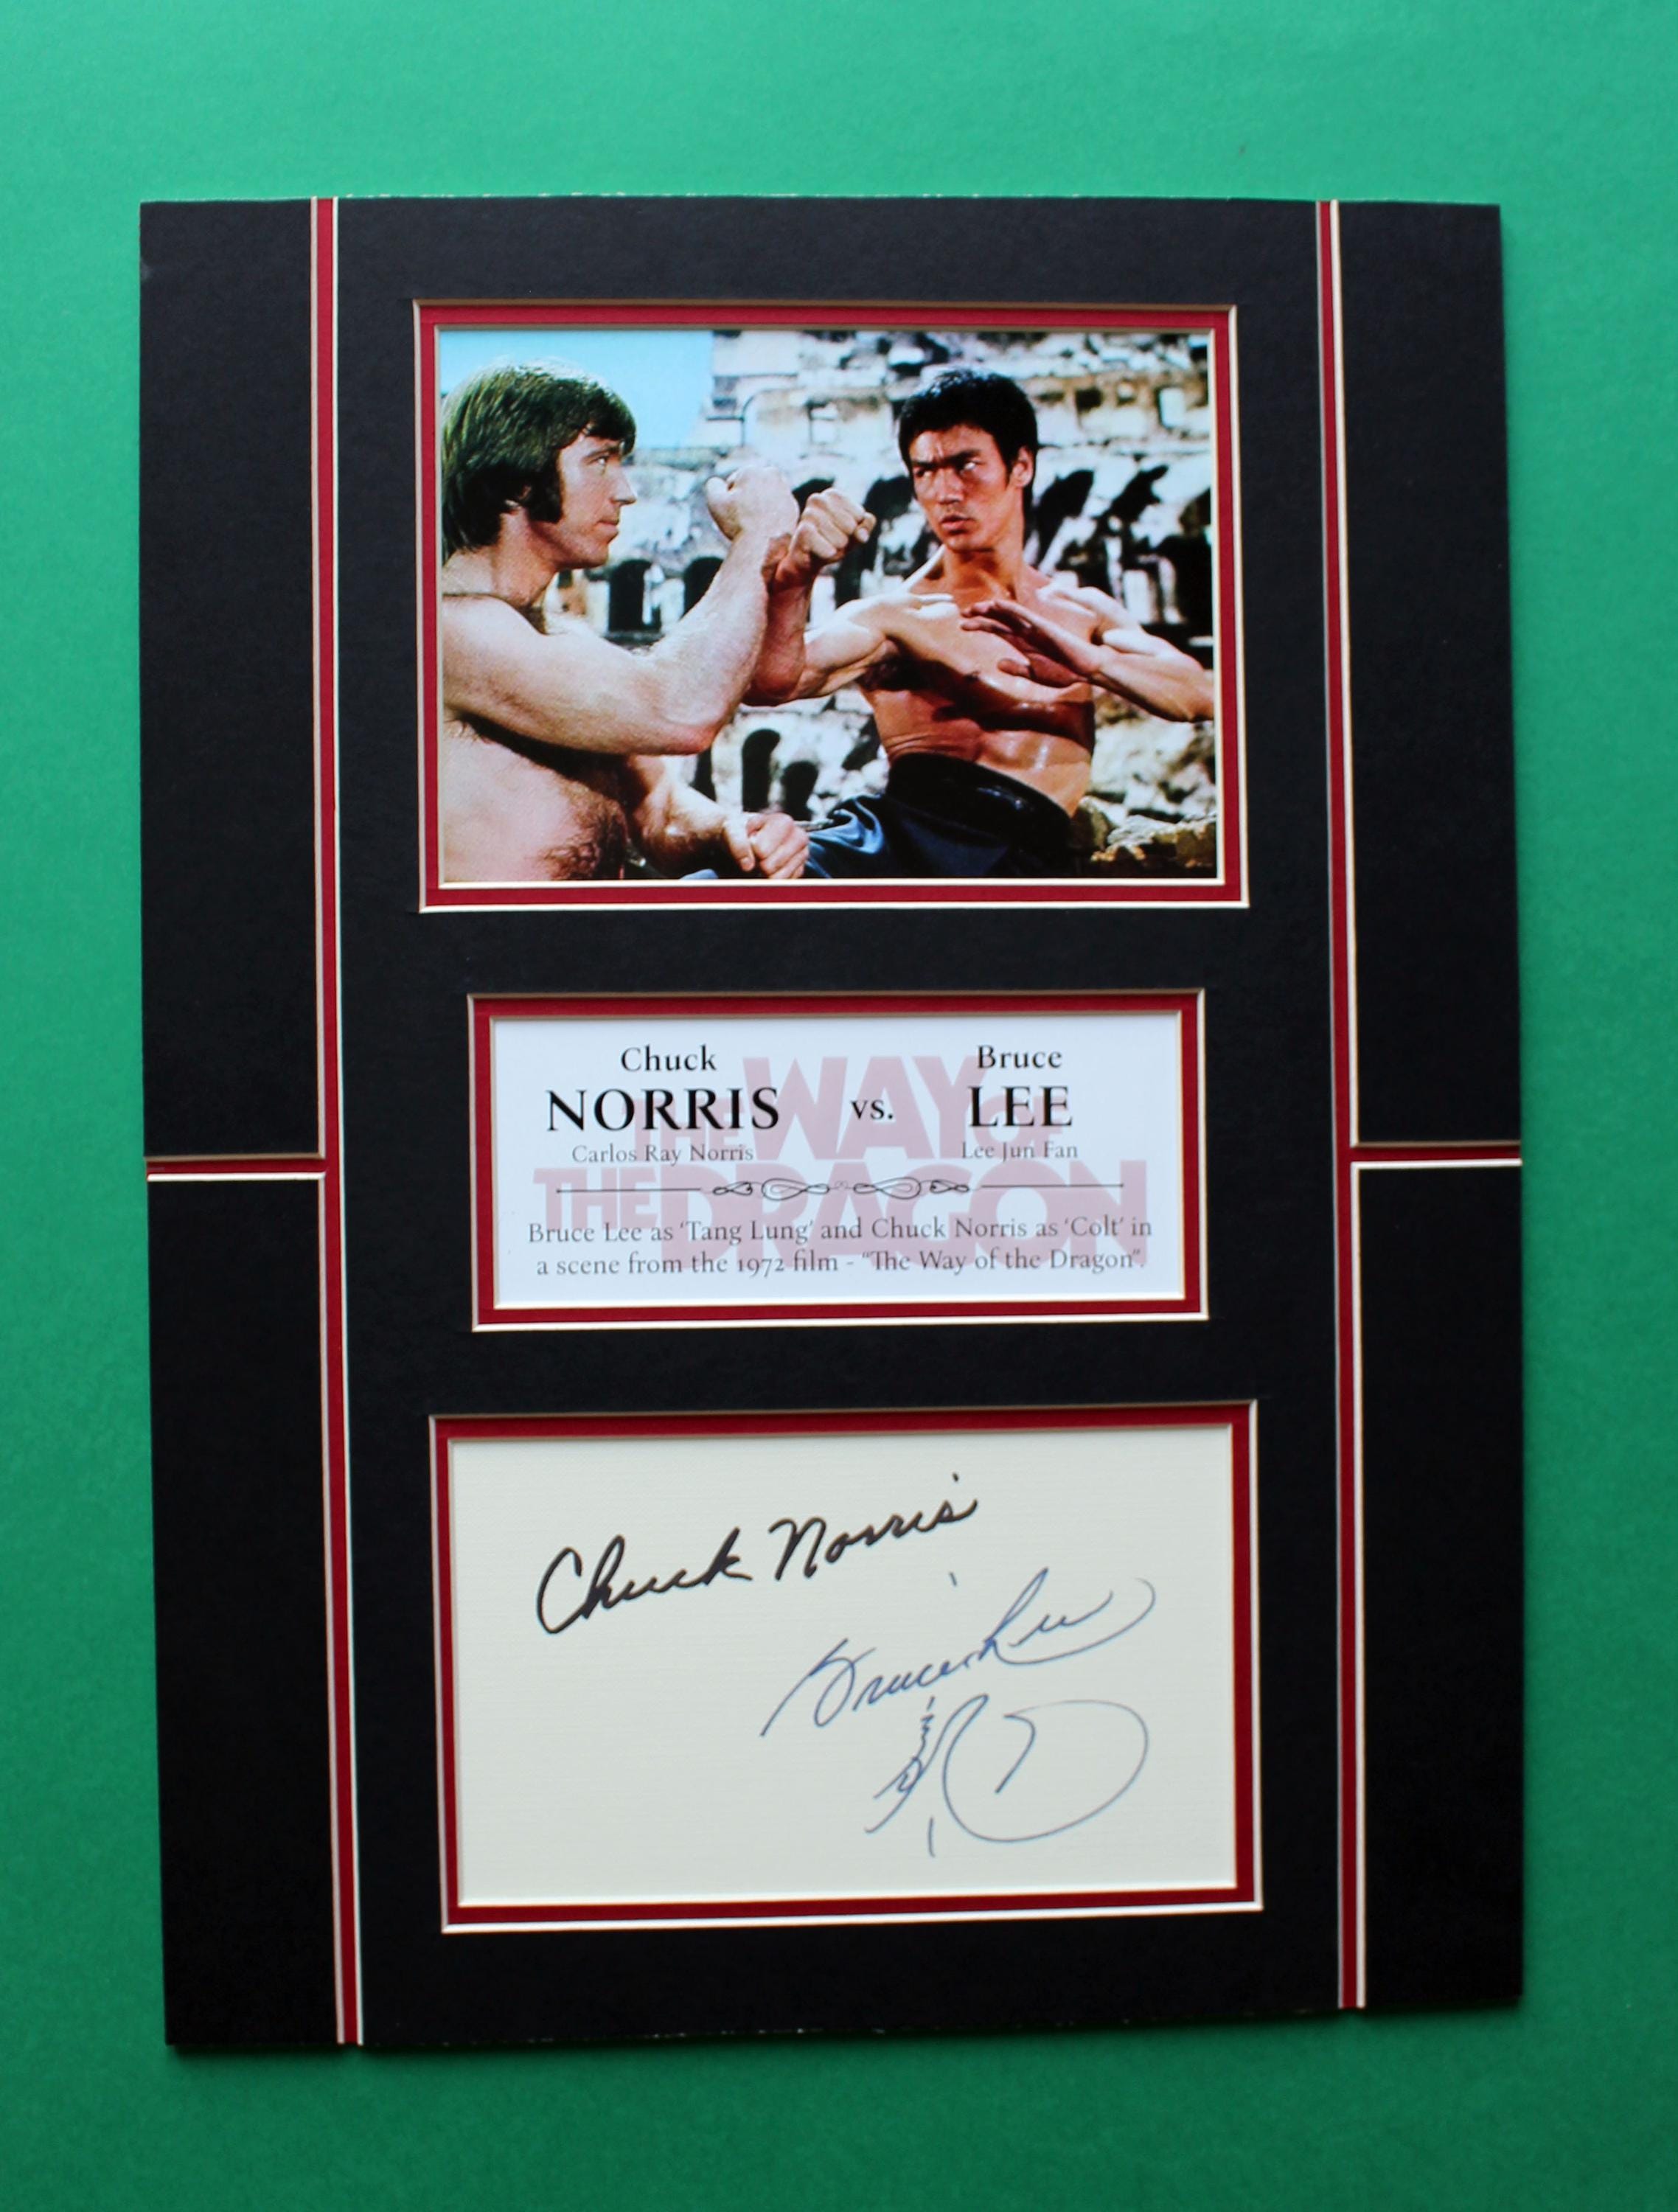 Chuck Bruce
NORRIS vs. LEE
Carlos Ray Norris Lee Jun Fan
THE WAY of
THE DRAGON
Bruce Lee as 'Tang Lung' and Chuck Norris as 'Colt' in
a scene from the 1972 film - "The Way of the Dragon".
Chuck Norris
Bruce Lee